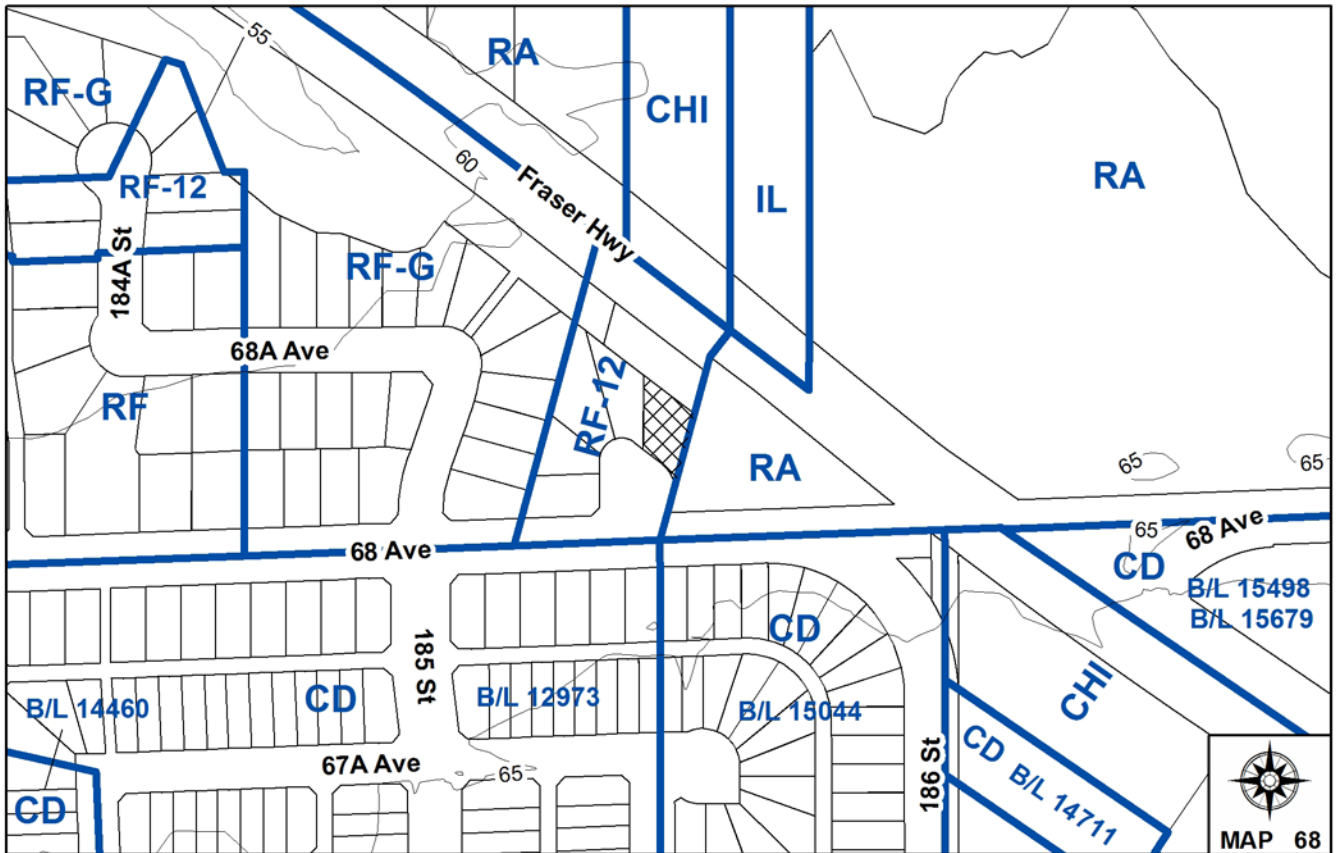 55
RA
RF-G
CHI
60
RA
RF-12
Fraser Hwy
IL
184A St
RF-G
68A Ave
RF
RF-12
RA
65
65
68 Ave
65
68 Ave
CD
B/L 15498
B/L 15679
185 St
CD
CD
B/L 12973
B/L 14460
B/L 15044
CHI
67A Ave
65
186 St
CD B/L 14711
CD
MAP 68